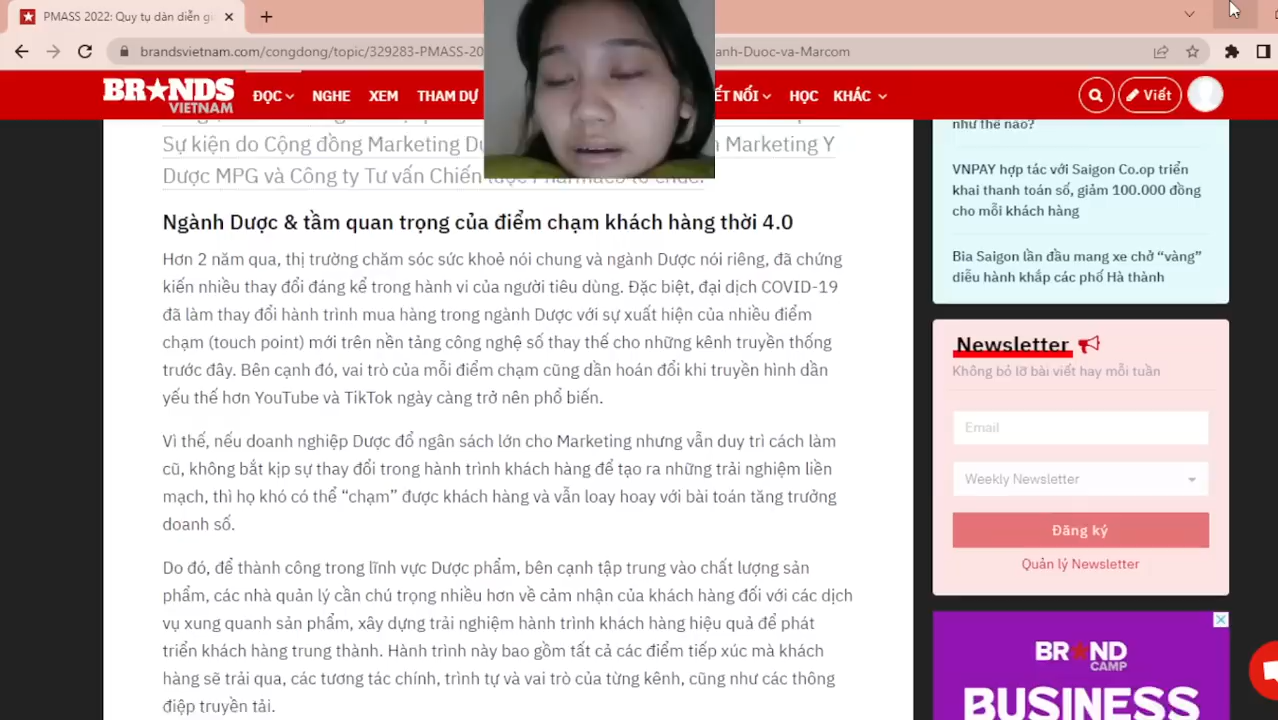 PMASS 2022: Quy tụ dàn diễn gi
brandsvietnam.com/congdong/topic/329283-PMASS-20
anh-Duoc-va-Marcom
BRANDS
VIETNAM
ĐỌC
NGHE
XEM
THAM DỰ
ẾT NỐI
HỌC
KHÁC
Viết
Sự kiện do Cộng đồng Marketing Marketing Y
Dược MPG và Công ty Tư vấn Chiến lược Pharmacs tổ chức.
Ngành Dược & tầm quan trọng của điểm chạm khách hàng thời 4.0
Hơn 2 năm qua, thị trường chăm sóc sức khoẻ nói chung và ngành Dược nói riêng, đã chứng
kiến nhiều thay đổi đáng kể trong hành vi của người tiêu dùng. Đặc biệt, đại dịch COVID-19
đã làm thay đổi hành trình mua hàng trong ngành Dược với sự xuất hiện của nhiều điểm
chạm (touch point) mới trên nền tảng công nghệ số thay thế cho những kênh truyền thống
trước đây. Bên cạnh đó, vai trò của mỗi điểm chạm cũng dần hoán đổi khi truyền hình dần
yếu thế hơn YouTube và TikTok ngày càng trở nên phổ biến.
Vì thế, nếu doanh nghiệp Dược đổ ngân sách lớn cho Marketing nhưng vẫn duy trì cách làm
cũ, không bắt kịp sự thay đổi trong hành trình khách hàng để tạo ra những trải nghiệm liền
mạch, thì họ khó có thể “chạm” được khách hàng và vẫn loay hoay với bài toán tăng trưởng
doanh số.
Do đó, để thành công trong lĩnh vực Dược phẩm, bên cạnh tập trung vào chất lượng sản
phẩm, các nhà quản lý cần chú trọng nhiều hơn về cảm nhận của khách hàng đối với các dịch
vụ xung quanh sản phẩm, xây dựng trải nghiệm hành trình khách hàng hiệu quả để phát
triển khách hàng trung thành. Hành trình này bao gồm tất cả các điểm tiếp xúc mà khách
hàng sẽ trải qua, các tương tác chính, trình tự và vai trò của từng kênh, cũng như các thông
điệp truyền tải.
như thế nào?
VNPAY hợp tác với Saigon Co.op triển
khai thanh toán số, giảm 100.000 đồng
cho mỗi khách hàng
Bia Saigon lần đầu mang xe chở “vàng”
diễu hành khắp các phố Hà thành
Newsletter
Không bỏ lỡ bài viết hay mỗi tuần
Email
Weekly Newsletter
Đăng ký
Quản lý Newsletter
BRAND
CAMP
BUSINESS